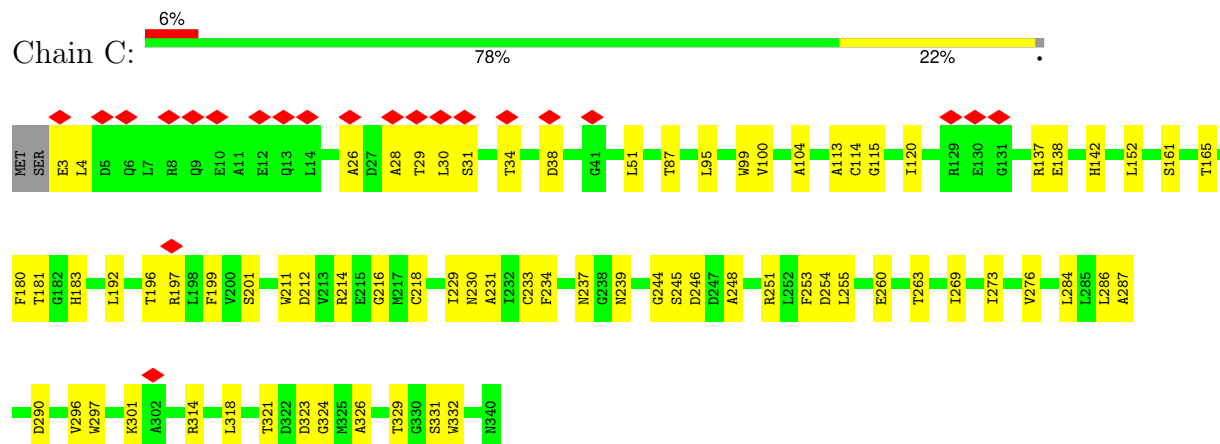 6%
Chain C:
78%
22%
•
MET SER E3 L4 D5 Q6 L7 R8 Q9 E10 A11 E12 Q13 L14 A26 D27 A28 T29 L30 S31 T34 D38 G41 L51 T87 L95 W99 V100 A104 A113 C114 G115 I120 R129 E130 G131 R137 E138 H142 L152 S161 T165
F180 T181 G182 H183 L192 T196 R197 L198 F199 V200 S201 W211 D212 V213 R214 E215 G216 M217 C218 I229 N230 A231 I232 C233 F234 N237 G238 N239 G244 S245 D246 D247 A248 R251 L252 F253 D254 L255 E260 T263 I269 I273 V276 L284 L285 L286 A287
D290 V296 W297 K301 A302 R314 L318 T321 D322 D323 G324 M325 A326 T329 G330 S331 W332 N340